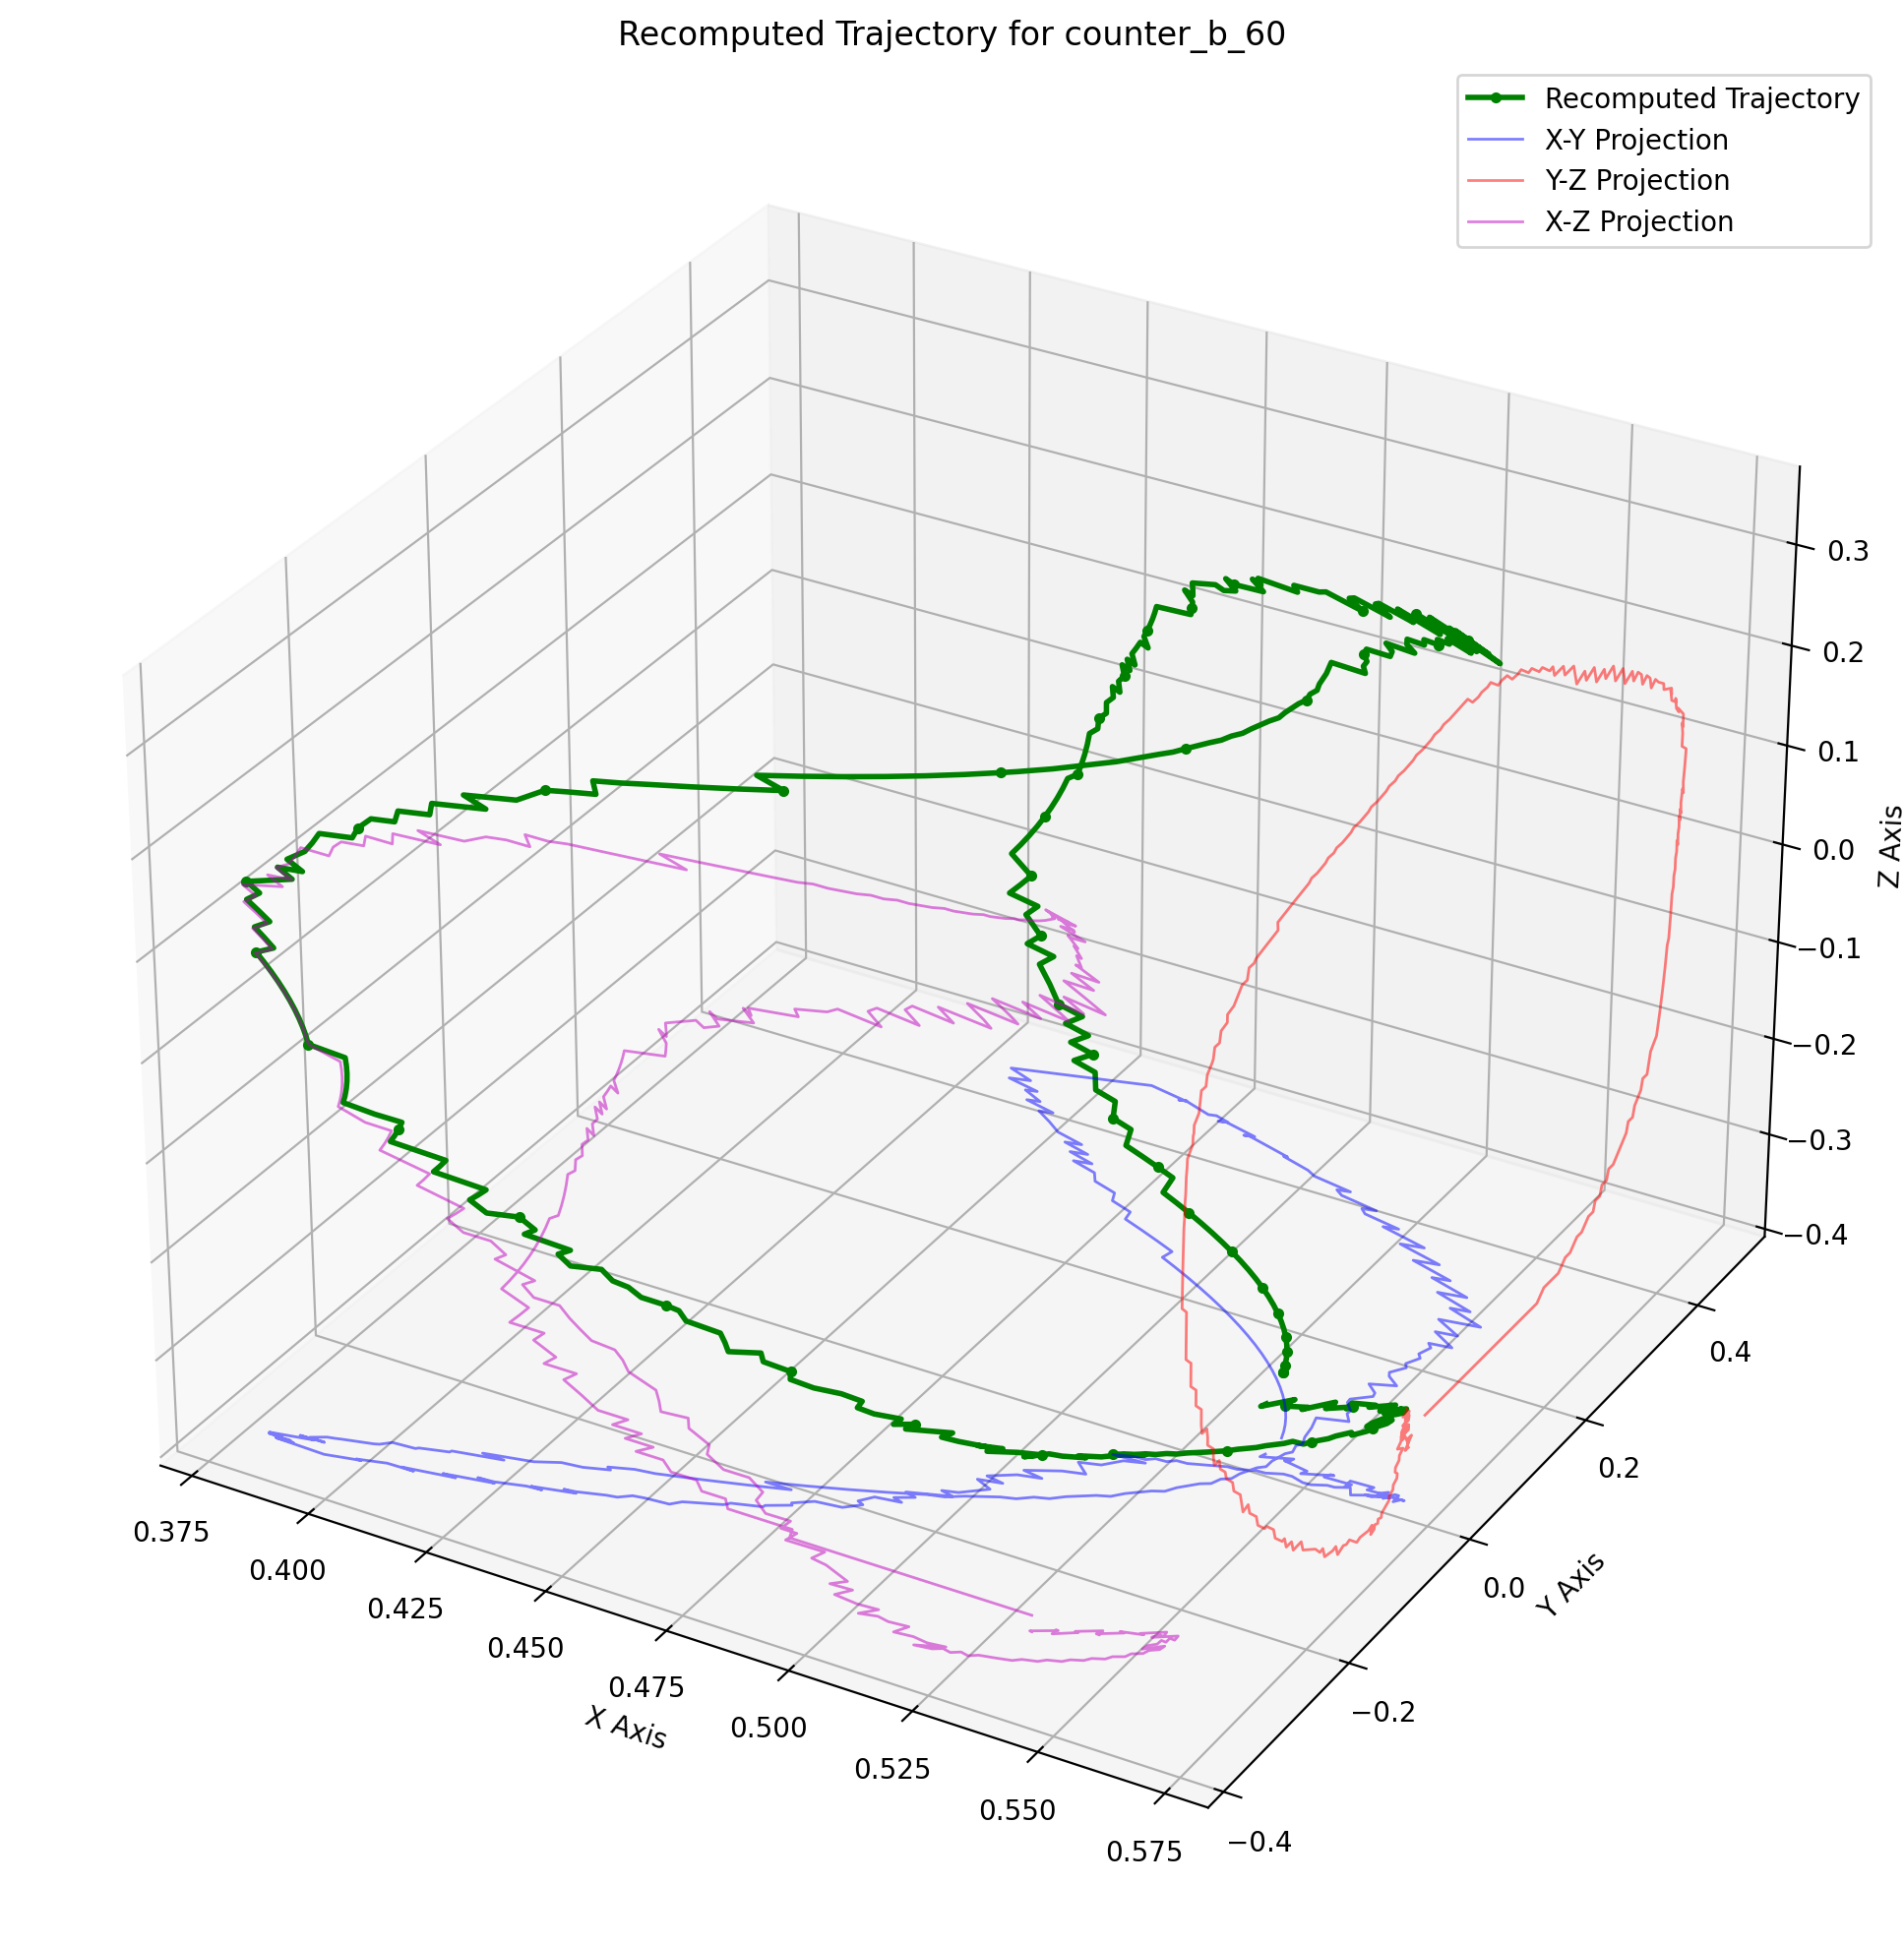 Recomputed Trajectory for counter_b_60
Recomputed Trajectory
X-Y Projection
Y-Z Projection
X-Z Projection
0.3
0.2
0.1
0.0
−0.1
−0.2
−0.3
−0.4
Z Axis
0.4
0.2
0.0
−0.2
−0.4
Y Axis
0.375
0.400
0.425
0.450
0.475
0.500
0.525
0.550
0.575
X Axis